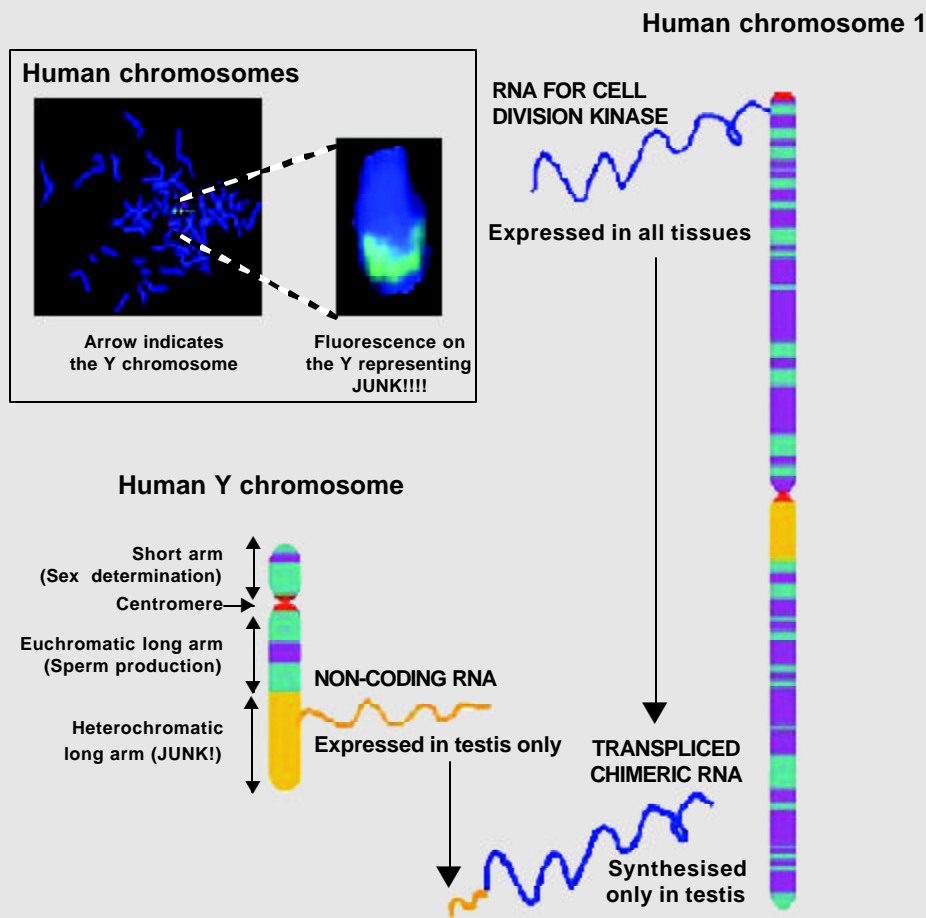 Human chromosome 1
Human chromosomes
Arrow indicates
the Y chromosome
Fluorescence on
the Y representing
JUNK!!!!
RNA FOR CELL
DIVISION KINASE
Expressed in all tissues
Human Y chromosome
Short arm
(Sex determination)
Centromere
Euchromatic long arm
(Sperm production)
Heterochromatic
long arm (JUNK!)
NON-CODING RNA
Expressed in testis only
TRANSPLICED
CHIMERIC RNA
Synthesised
only in testis